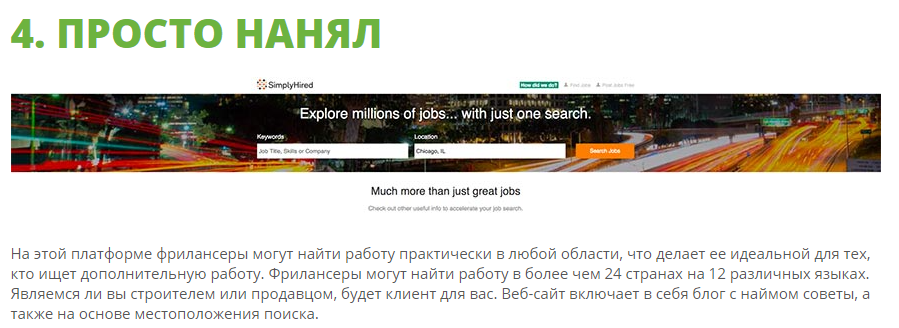 4. ПРОСТО НАНЯЛ
SimplyHired
How did we do? Find Jobs Post Jobs Free
Explore millions of jobs... with just one search.
Keywords Location
Job Title, Skills or Company Chicago, IL Search Jobs
Much more than just great jobs
Check out other useful info to accelerate your job search.
На этой платформе фрилансеры могут найти работу практически в любой области, что делает ее идеальной для тех,
кто ищет дополнительную работу. Фрилансеры могут найти работу в более чем 24 странах на 12 различных языках.
Являемся ли вы строителем или продавцом, будет клиент для вас. Веб-сайт включает в себя блог с наймом советы, а
также на основе местоположения поиска.